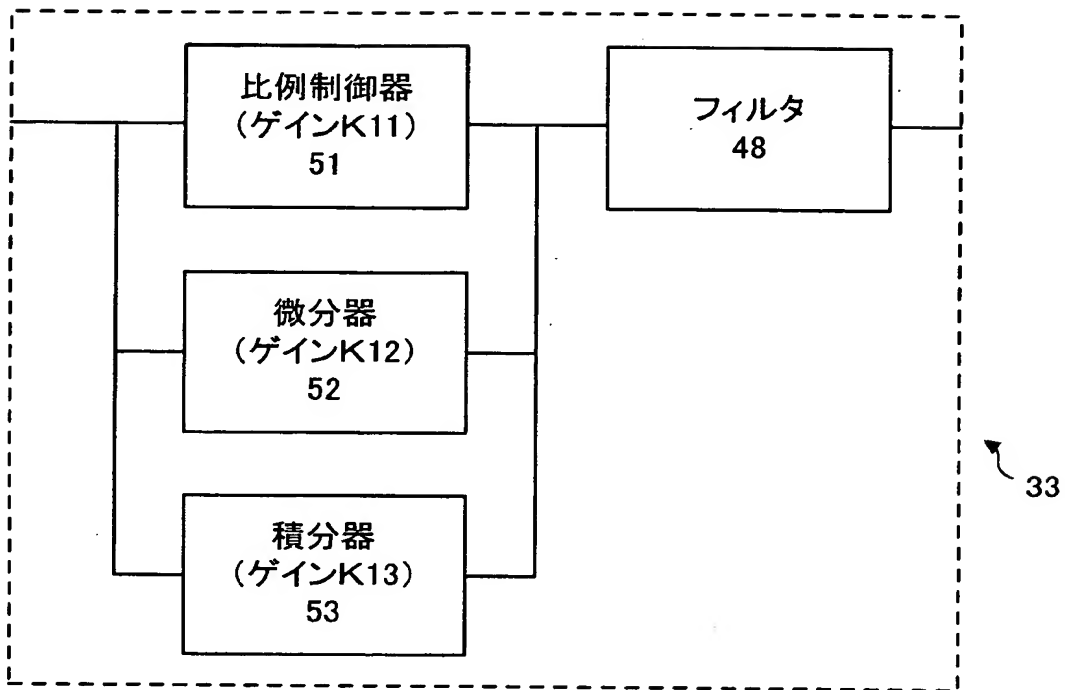 比例制御器
(ゲインK11)
51
フィルタ
48
微分器
(ゲインK12)
52
積分器
(ゲインK13)
53
33